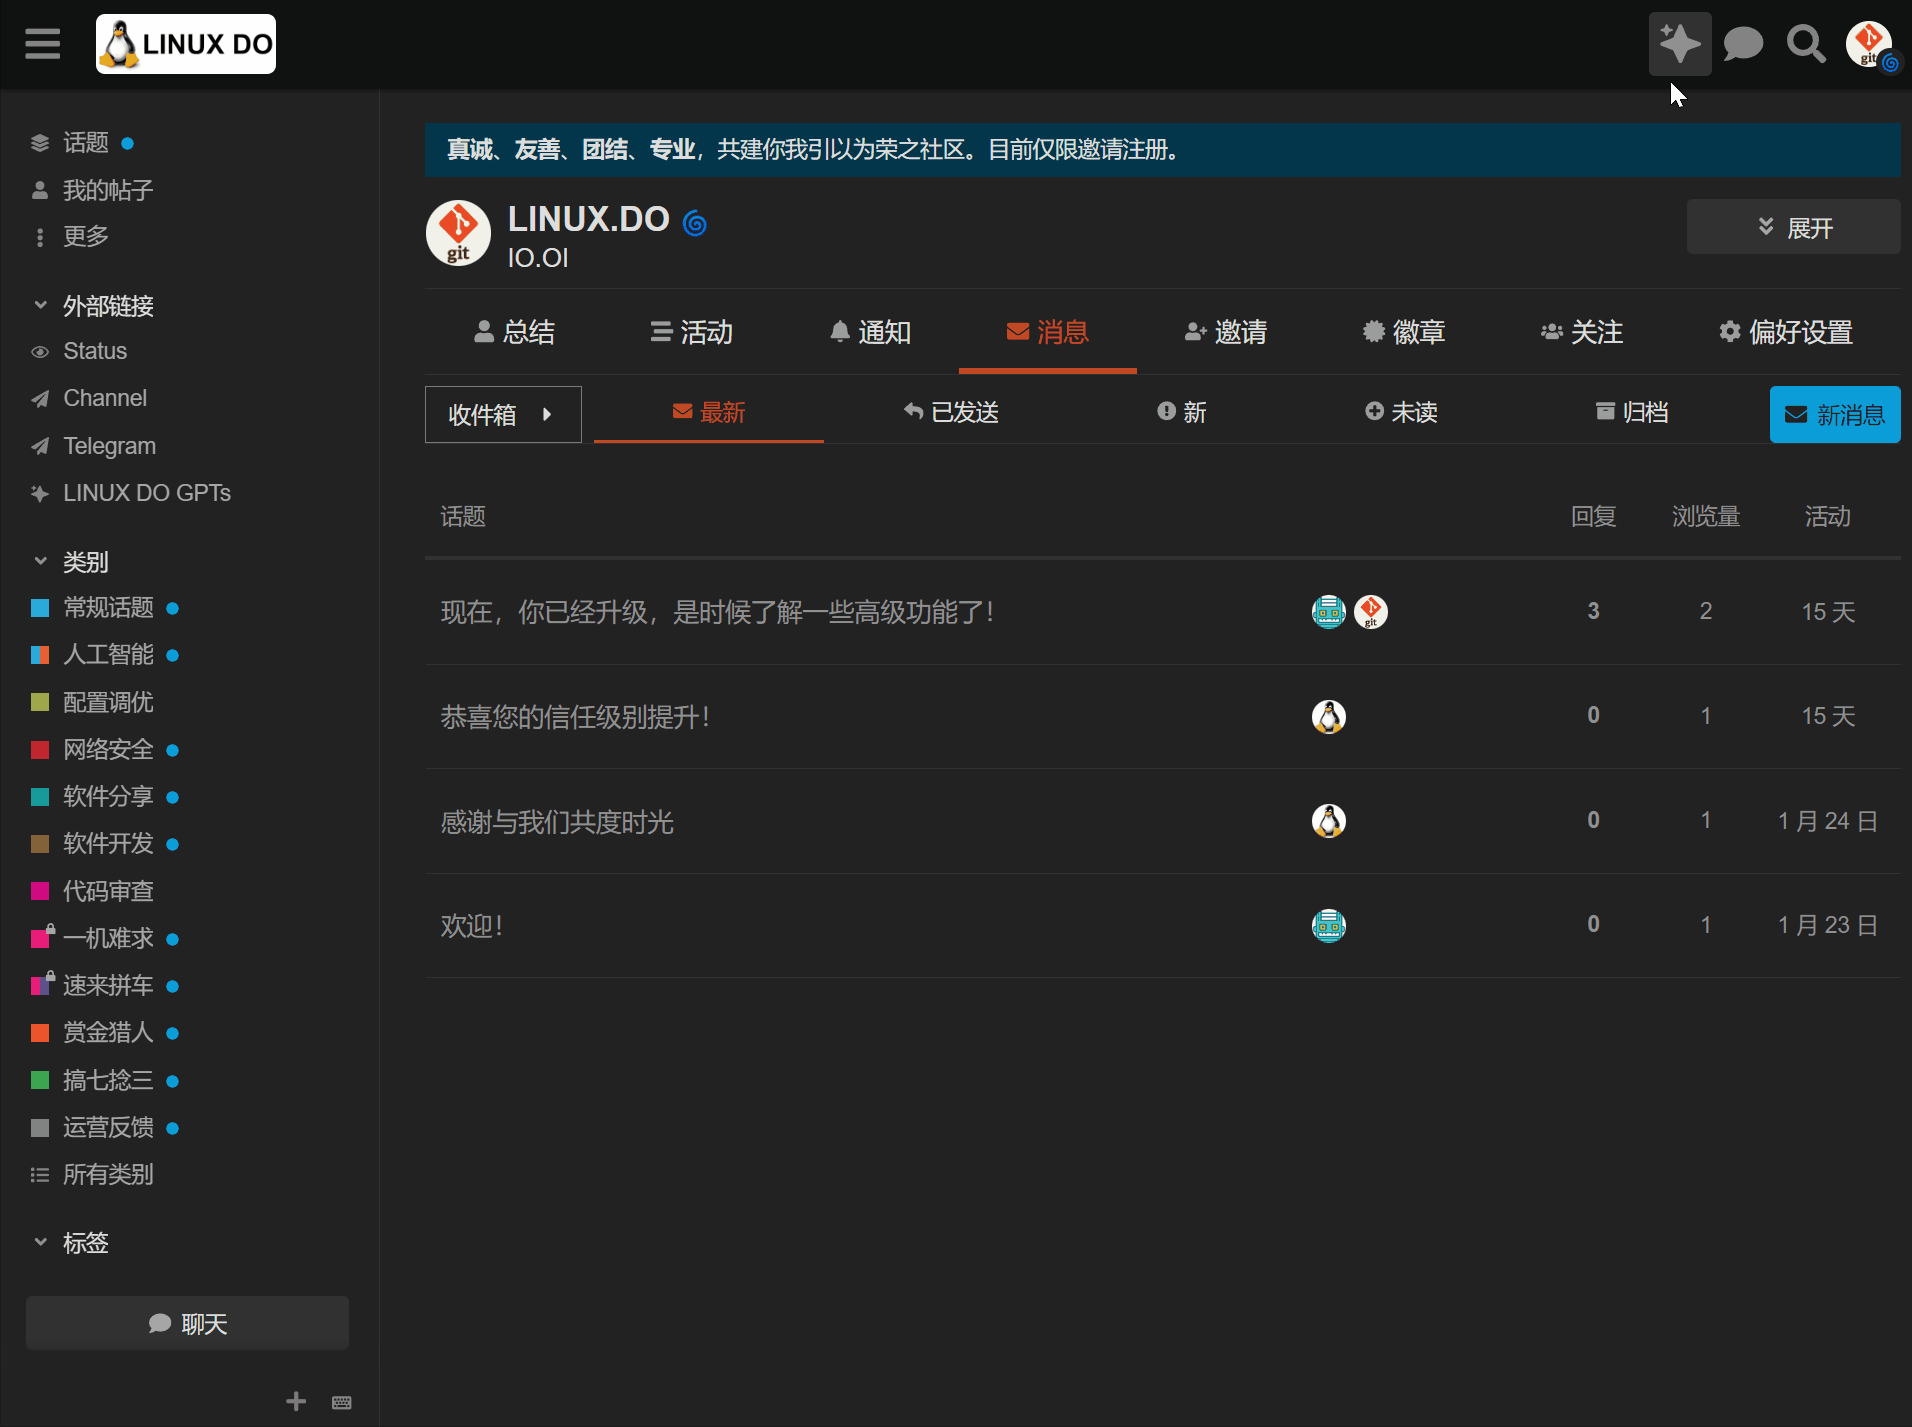 LINUX DO
git
话题
我的帖子
更多
外部链接
Status
Channel
Telegram
LINUX DO GPTs
类别
常规话题
人工智能
配置调优
网络安全
软件分享
软件开发
代码审查
一机难求
速来拼车
赏金猎人
搞七捻三
运营反馈
所有类别
标签
聊天
真诚、友善、团结、专业，共建你我引以为荣之社区。目前仅限邀请注册。
git
LINUX.DO
IO.OI
展开
总结 活动 通知 消息 邀请 徽章 关注 偏好设置
收件箱 最新 已发送 新 未读 归档 新消息
话题 回复 浏览量 活动
现在，你已经升级，是时候了解一些高级功能了！ git 3 2 15 天
恭喜您的信任级别提升！ 0 1 15 天
感谢与我们共度时光 0 1 1 月 24 日
欢迎！ 0 1 1 月 23 日